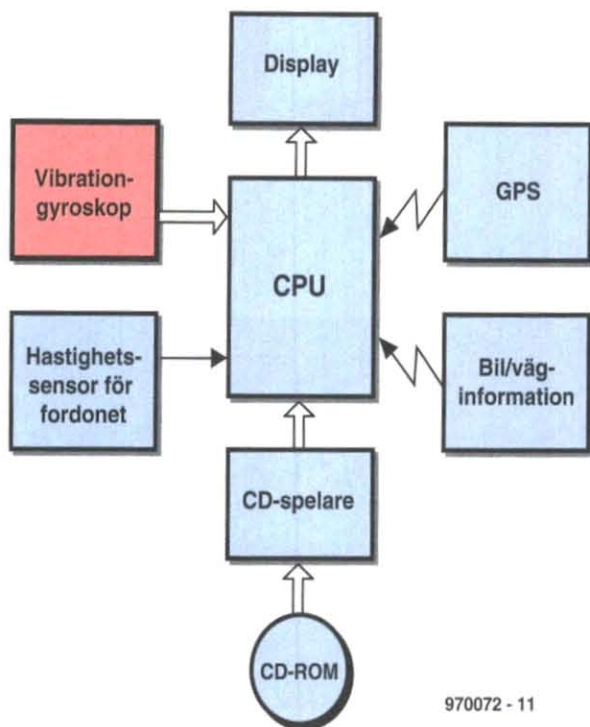 Display
Vibration-
gyroskop
GPS
CPU
Hastighets-
sensor för
fordonet
Bil/väg-
information
CD-spelare
CD-ROM
970072 - 11